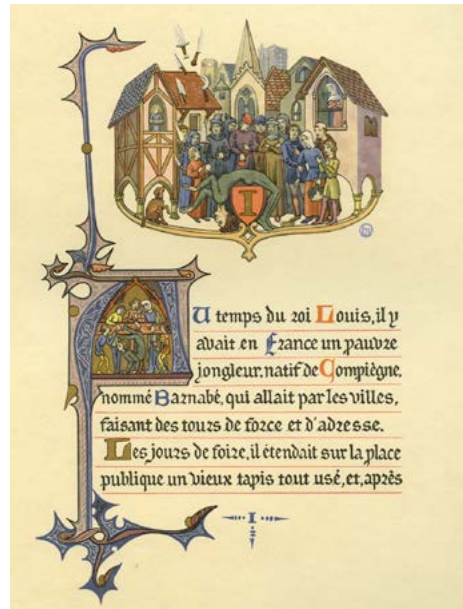 I
AU temps du roi Louis, il y
avait en France un pauvre
jongleur, natif de Compiègne,
nommé Barnabé, qui allait par les villes,
faisant des tours de force et d'adresse.
Les jours de foire, il étendait sur la place
publique un vieux tapis tout usé, et, après
I